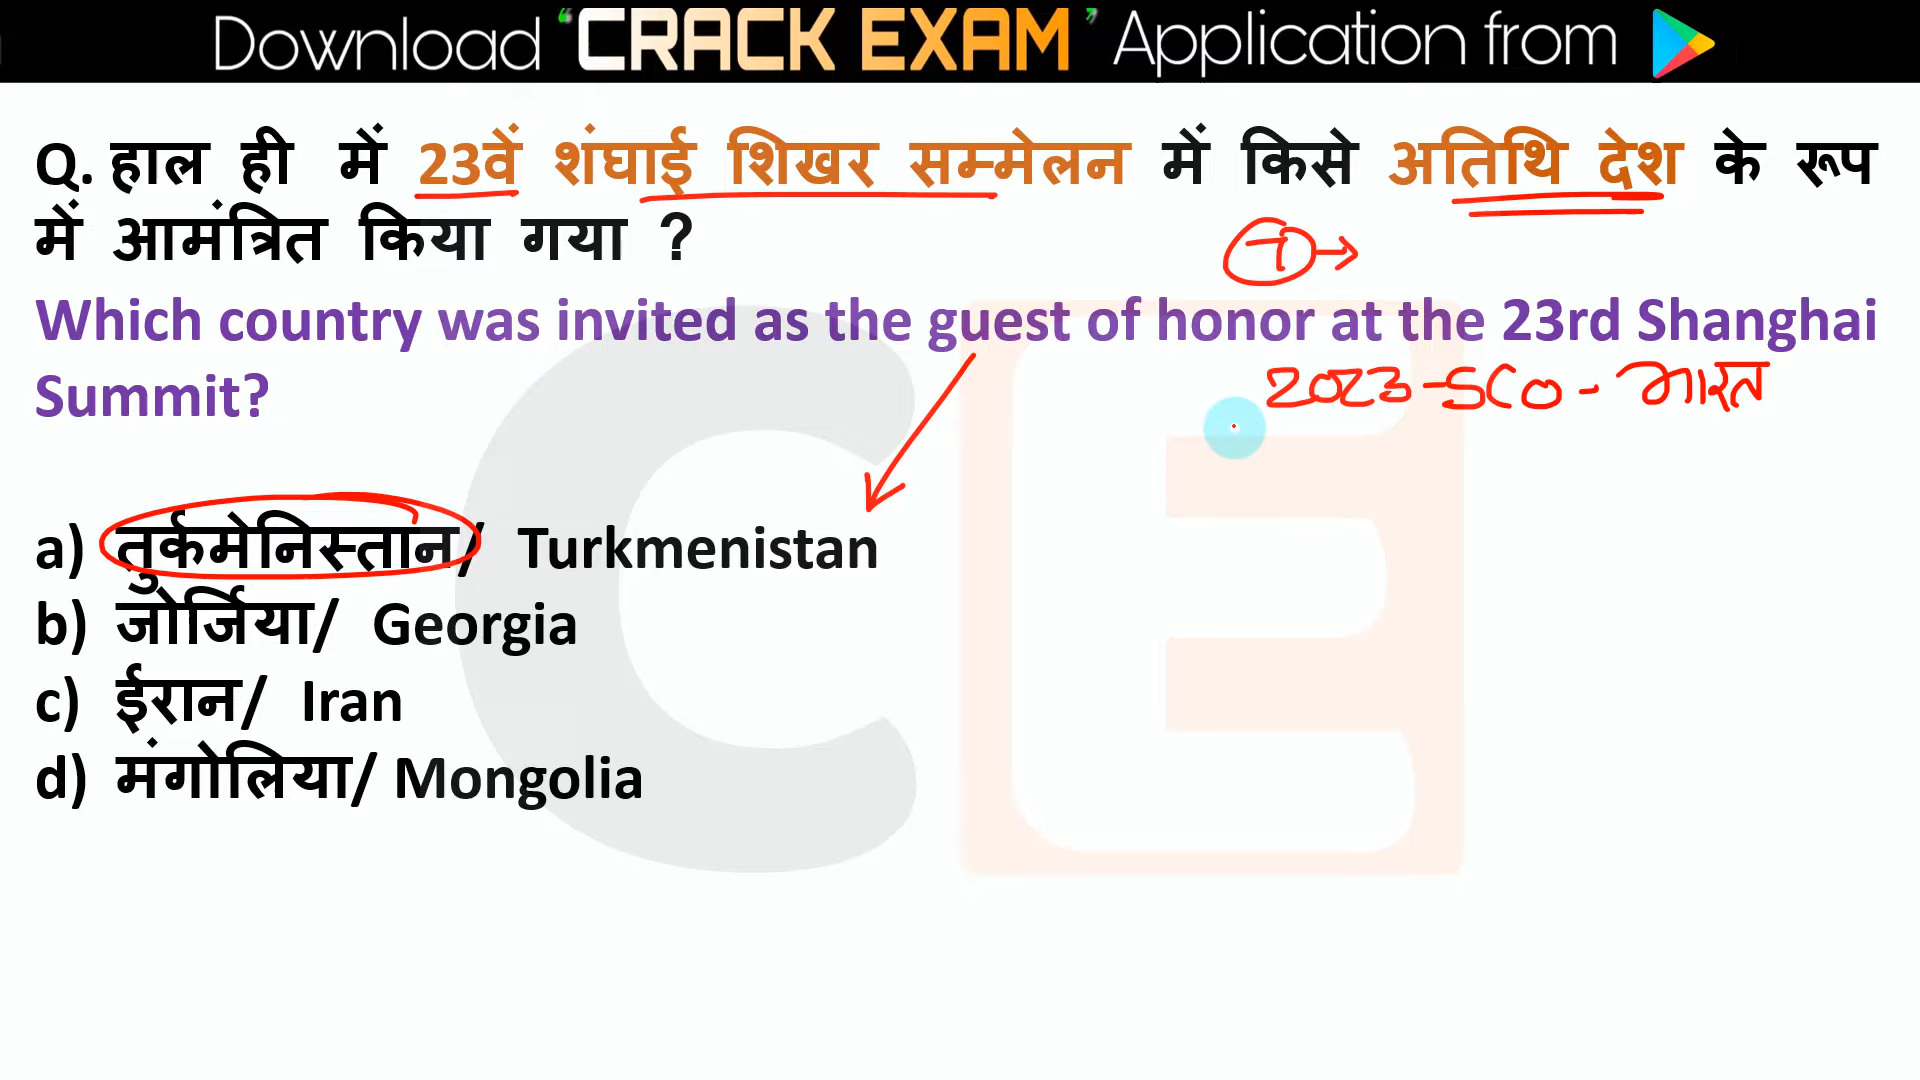 Download "CRACK EXAM" Application from
Q. हाल ही में 23वें शंघाई शिखर सम्मेलन में किसे अतिथि देश के रूप
में आमंत्रित किया गया ?
Which country was invited as the guest of honor at the 23rd Shanghai
Summit?
2023-SCO-भारत
a) तुर्कमेनिस्तान/ Turkmenistan
b) जोर्जिया/ Georgia
c) ईरान/ Iran
d) मंगोलिया/ Mongolia
CE